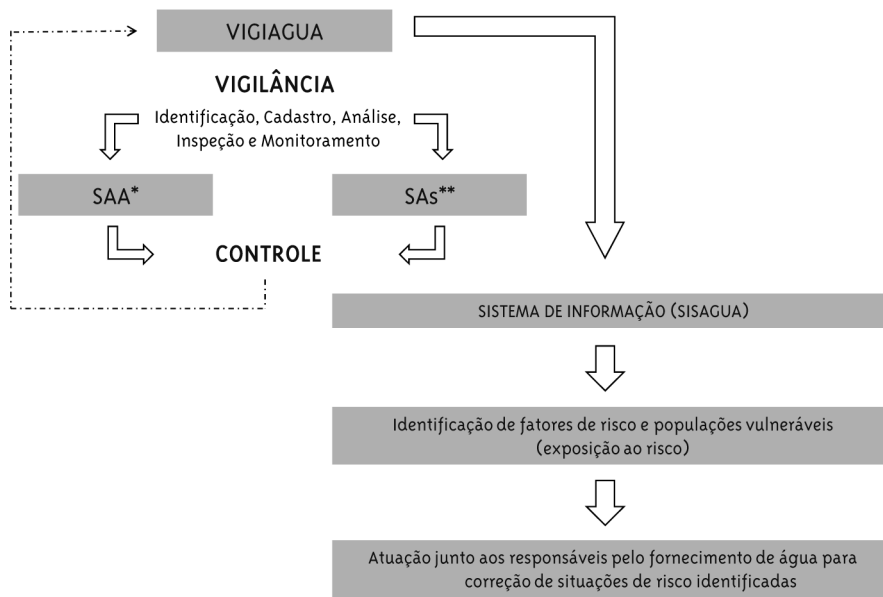 VIGIAGUA
VIGILÂNCIA
Identificação, Cadastro, Análise,
Inspeção e Monitoramento
SAA*
SAs**
CONTROLE
SISTEMA DE INFORMAÇÃO (SISAGUA)
Identificação de fatores de risco e populações vulneráveis
(exposição ao risco)
Atuação junto aos responsáveis pelo fornecimento de água para
correção de situações de risco identificadas